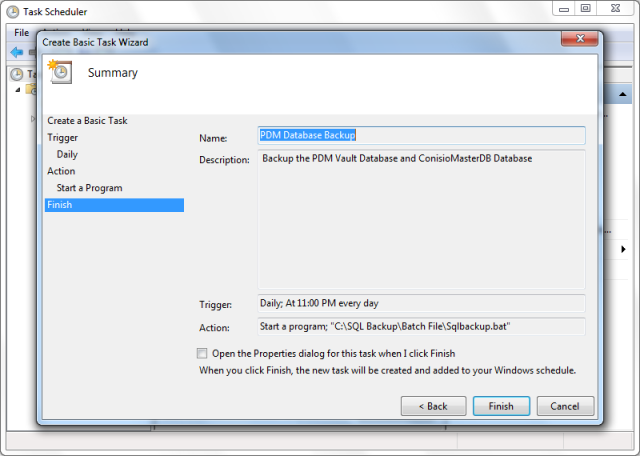 Task Scheduler
File
Create Basic Task Wizard
Summary
Create a Basic Task
Trigger
Daily
Action
Start a Program
Finish
Name:
PDM Database Backup
Description:
Backup the PDM Vault Database and ConisioMasterDB Database
Trigger:
Daily; At 11:00 PM every day
Action:
Start a program; "C:\SQL Backup\Batch File\Sqlbackup.bat"
Open the Properties dialog for this task when I click Finish
When you click Finish, the new task will be created and added to your Windows schedule.
< Back
Finish
Cancel